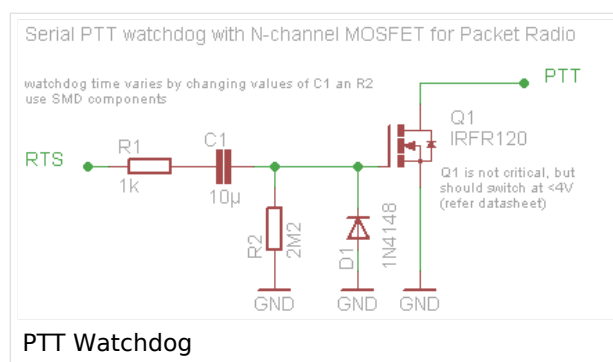 Serial PTT watchdog with N-channel MOSFET for Packet Radio
watchdog time varies by changing values of C1 an R2
use SMD components
PTT
Q1
IRFR120
Q1 is not critical, but
should switch at <4V
(refer datasheet)
RTS
R1
1k
C1
10µ
R2
2M2
D1
1N4148
GND
GND
GND
PTT Watchdog